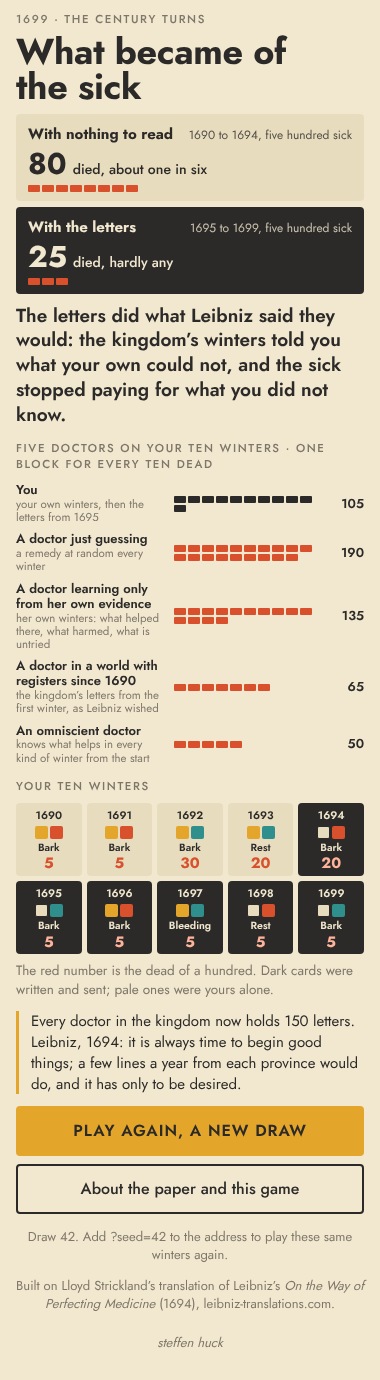 1699 · THE CENTURY TURNS
What became of
the sick
With nothing to read 1690 to 1694, five hundred sick
80 died, about one in six
With the letters 1695 to 1699, five hundred sick
25 died, hardly any
The letters did what Leibniz said they
would: the kingdom’s winters told you
what your own could not, and the sick
stopped paying for what you did not
know.
FIVE DOCTORS ON YOUR TEN WINTERS · ONE
BLOCK FOR EVERY TEN DEAD
You
your own winters, then the
letters from 1695
105
A doctor just guessing
a remedy at random every
winter
190
A doctor learning only
from her own evidence
her own winters: what helped
there, what harmed, what is
untried
135
A doctor in a world with
registers since 1690
the kingdom’s letters from the
first winter, as Leibniz wished
65
An omniscient doctor
knows what helps in every
kind of winter from the start
50
YOUR TEN WINTERS
1690 1691 1692 1693 1694
Bark Bark Bark Rest Bark
5 5 30 20 20
1695 1696 1697 1698 1699
Bark Bark Bleeding Rest Bark
5 5 5 5 5
The red number is the dead of a hundred. Dark cards were
written and sent; pale ones were yours alone.
Every doctor in the kingdom now holds 150 letters.
Leibniz, 1694: it is always time to begin good
things; a few lines a year from each province would
do, and it has only to be desired.
PLAY AGAIN, A NEW DRAW
About the paper and this game
Draw 42. Add ?seed=42 to the address to play these same
winters again.
Built on Lloyd Strickland’s translation of Leibniz’s On the Way of
Perfecting Medicine (1694), leibniz-translations.com.
steffen huck